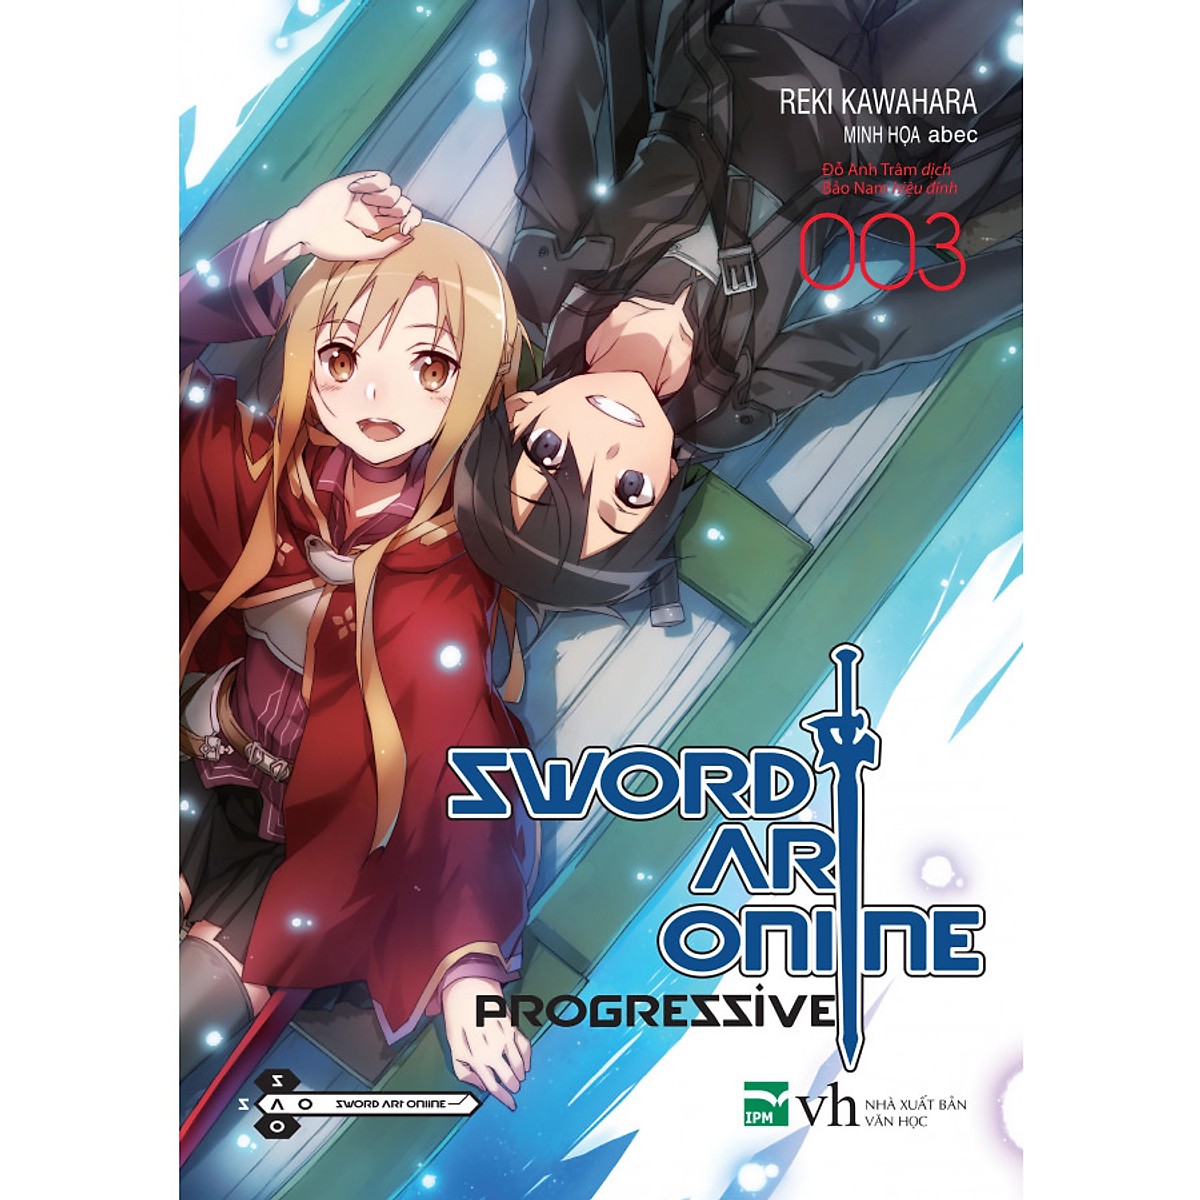 REKI KAWAHARA
MINH HỌA abec
Đỗ Anh Trâm dịch
Bảo Nam hiệu đính
003
SWORD
ART
ONLINE
PROGRESSIVE
S
S A O
O
SWORD ART ONLINE
IPM
vh
NHÀ XUẤT BẢN
VĂN HỌC